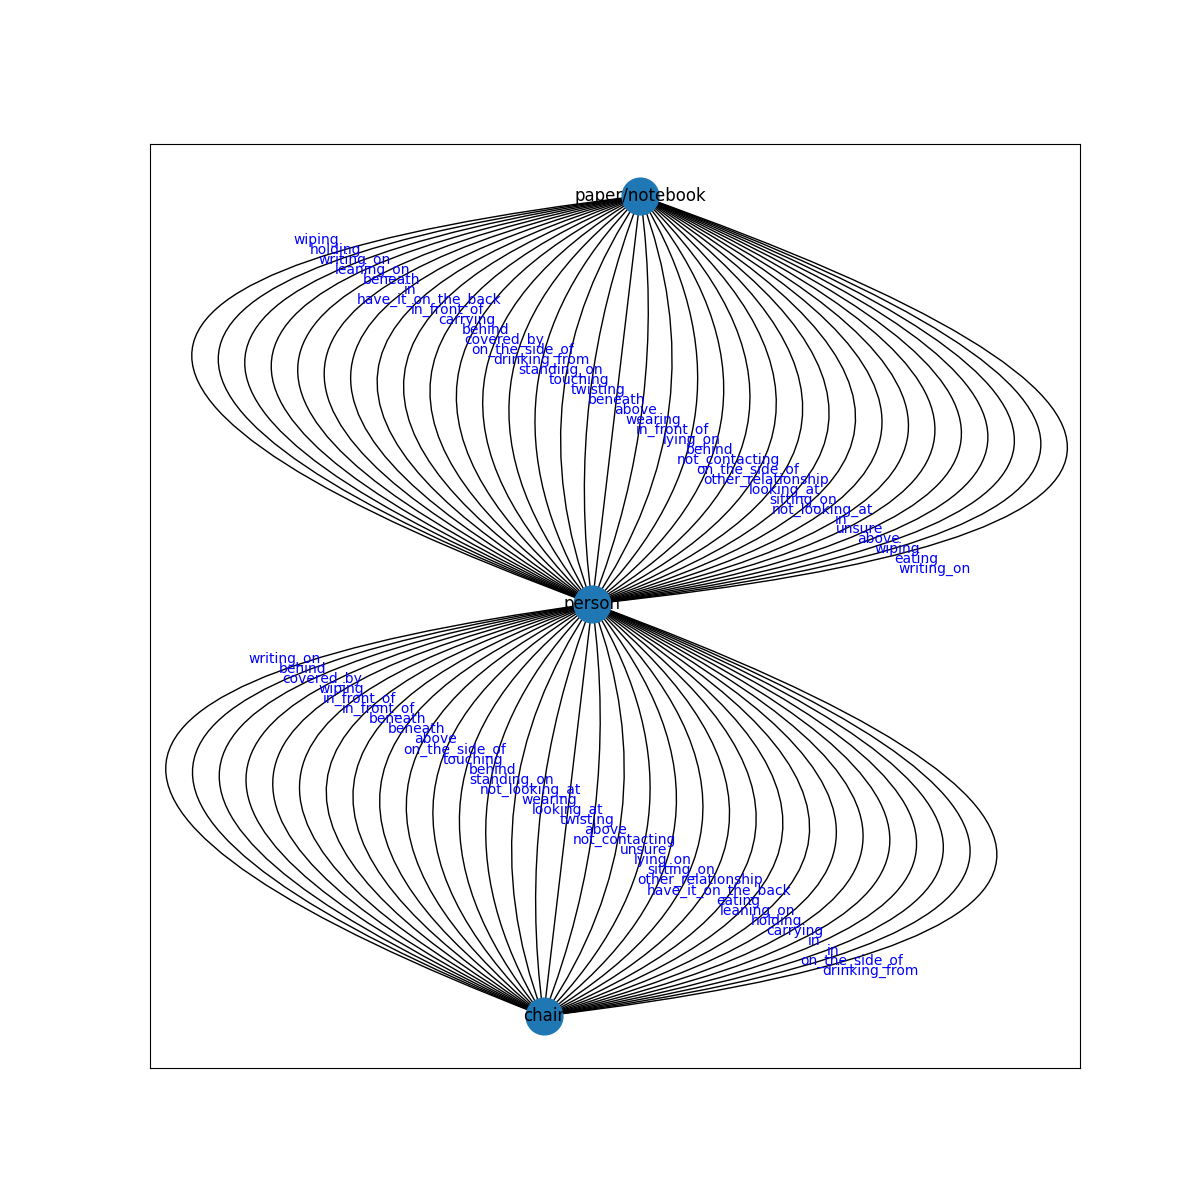 paper/notebook
wiping
holding
writing_on
leaning_on
beneath
in
have_it_on_the_back
in_front_of
carrying
behind
covered_by
on_the_side_of
drinking_from
standing_on
touching
twisting
beneath
above
wearing
in_front_of
lying_on
behind
not_contacting
on_the_side_of
other_relationship
looking_at
sitting_on
not_looking_at
in
unsure
above
wiping
eating
writing_on
person
writing_on
behind
covered_by
wiping
in_front_of
in_front_of
beneath
beneath
above
on_the_side_of
touching
behind
standing_on
not_looking_at
wearing
looking_at
twisting
above
not_contacting
unsure
lying_on
sitting_on
other_relationship
have_it_on_the_back
eating
leaning_on
holding
carrying
in
in
on_the_side_of
drinking_from
chair